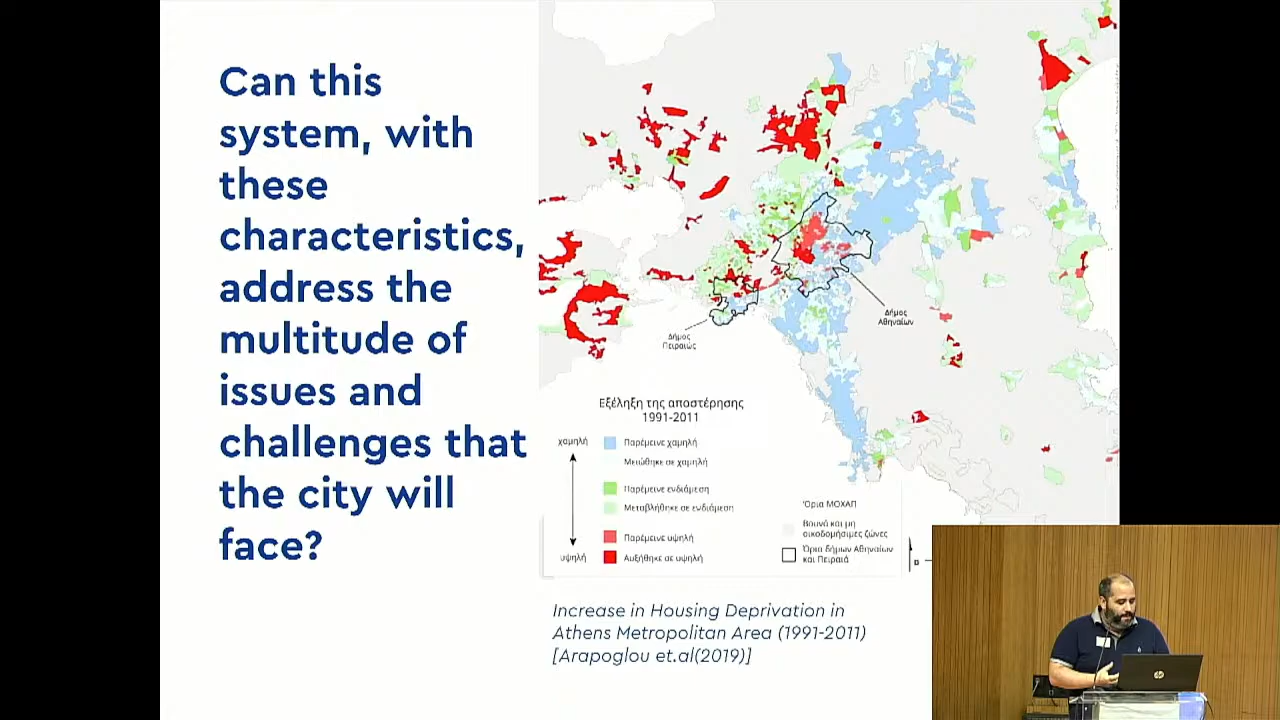 Can this
system, with
these
characteristics,
address the
multitude of
issues and
challenges that
the city will
face?
Δήμος
Αθηναίων
Δήμος
Πειραιώς
Εξέλιξη της αποστέρησης
1991-2011
χαμηλή
υψηλή
Παρέμεινε χαμηλή
Μειώθηκε σε χαμηλή
Παρέμεινε ενδιάμεση
Μεταβλήθηκε σε ενδιάμεση
Παρέμεινε υψηλή
Αυξήθηκε σε υψηλή
Όρια ΜΟΧΑΠ
Βουνά και μη
οικοδομήσιμες ζώνες
Όρια δήμων Αθηναίων
και Πειραιά
Increase in Housing Deprivation in
Athens Metropolitan Area (1991-2011)
[Arapoglou et.al(2019)]
hp